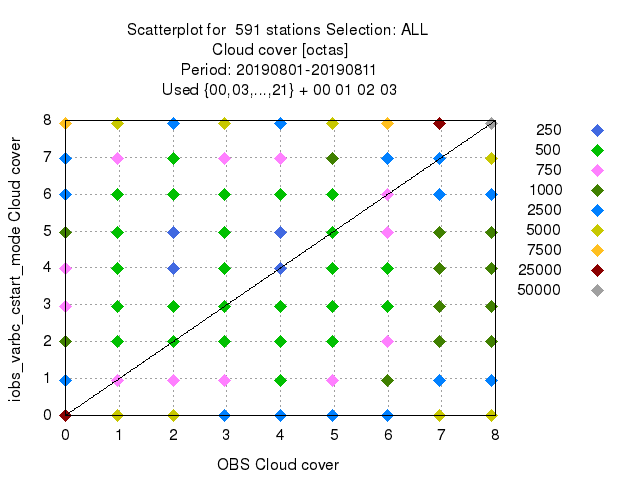 Scatterplot for 591 stations Selection: ALL
Cloud cover [octas]
Period: 20190801-20190811
Used {00,03,...,21} + 00 01 02 03
iobs_varbc_cstart_mode Cloud cover
8
7
6
5
4
3
2
1
0
0 1 2 3 4 5 6 7 8
OBS Cloud cover
250
500
750
1000
2500
5000
7500
25000
50000